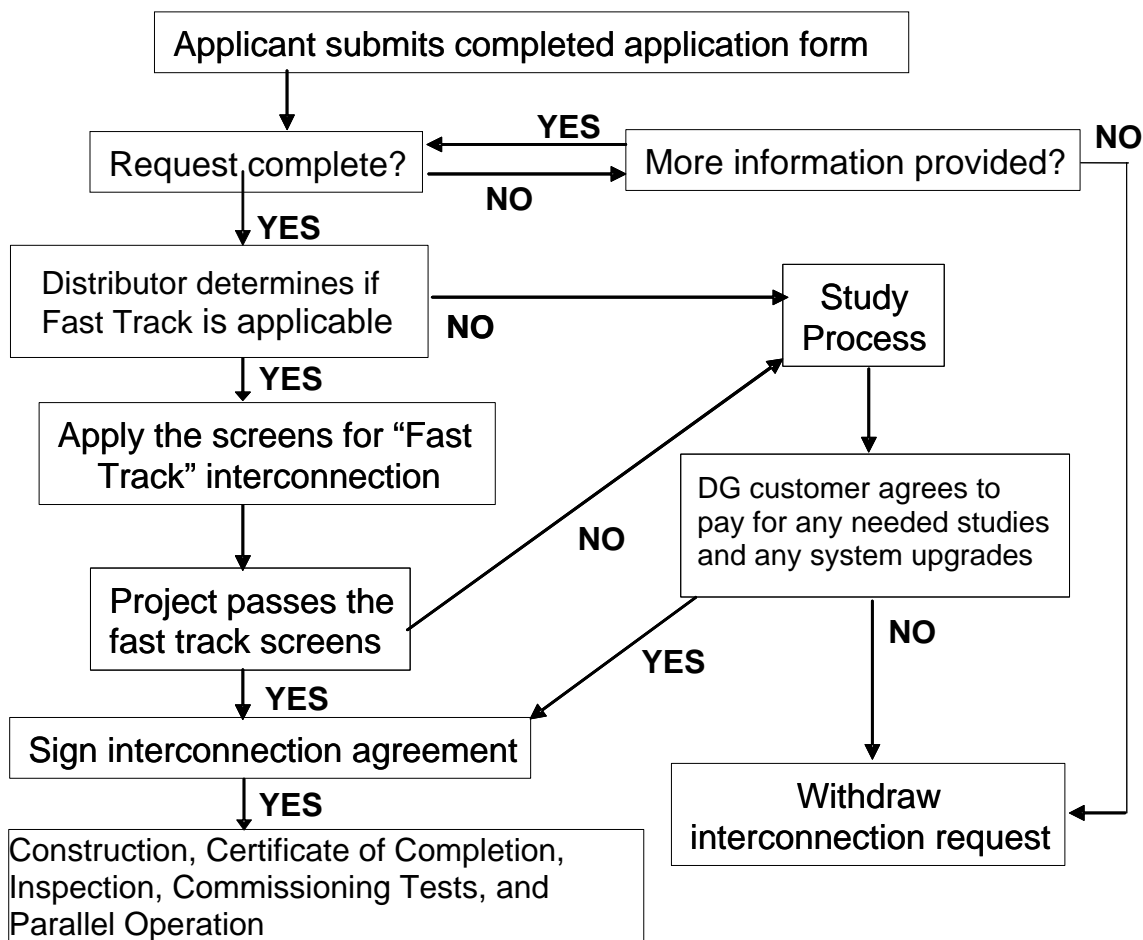 Applicant submits completed application form
YES
NO
Request complete?
More information provided?
NO
YES
Distributor determines if
Fast Track is applicable
NO
Study
Process
YES
Apply the screens for “Fast
Track” interconnection
DG customer agrees to
pay for any needed studies
and any system upgrades
NO
Project passes the
fast track screens
NO
YES
YES
Sign interconnection agreement
YES
Withdraw
interconnection request
Construction, Certificate of Completion,
Inspection, Commissioning Tests, and
Parallel Operation